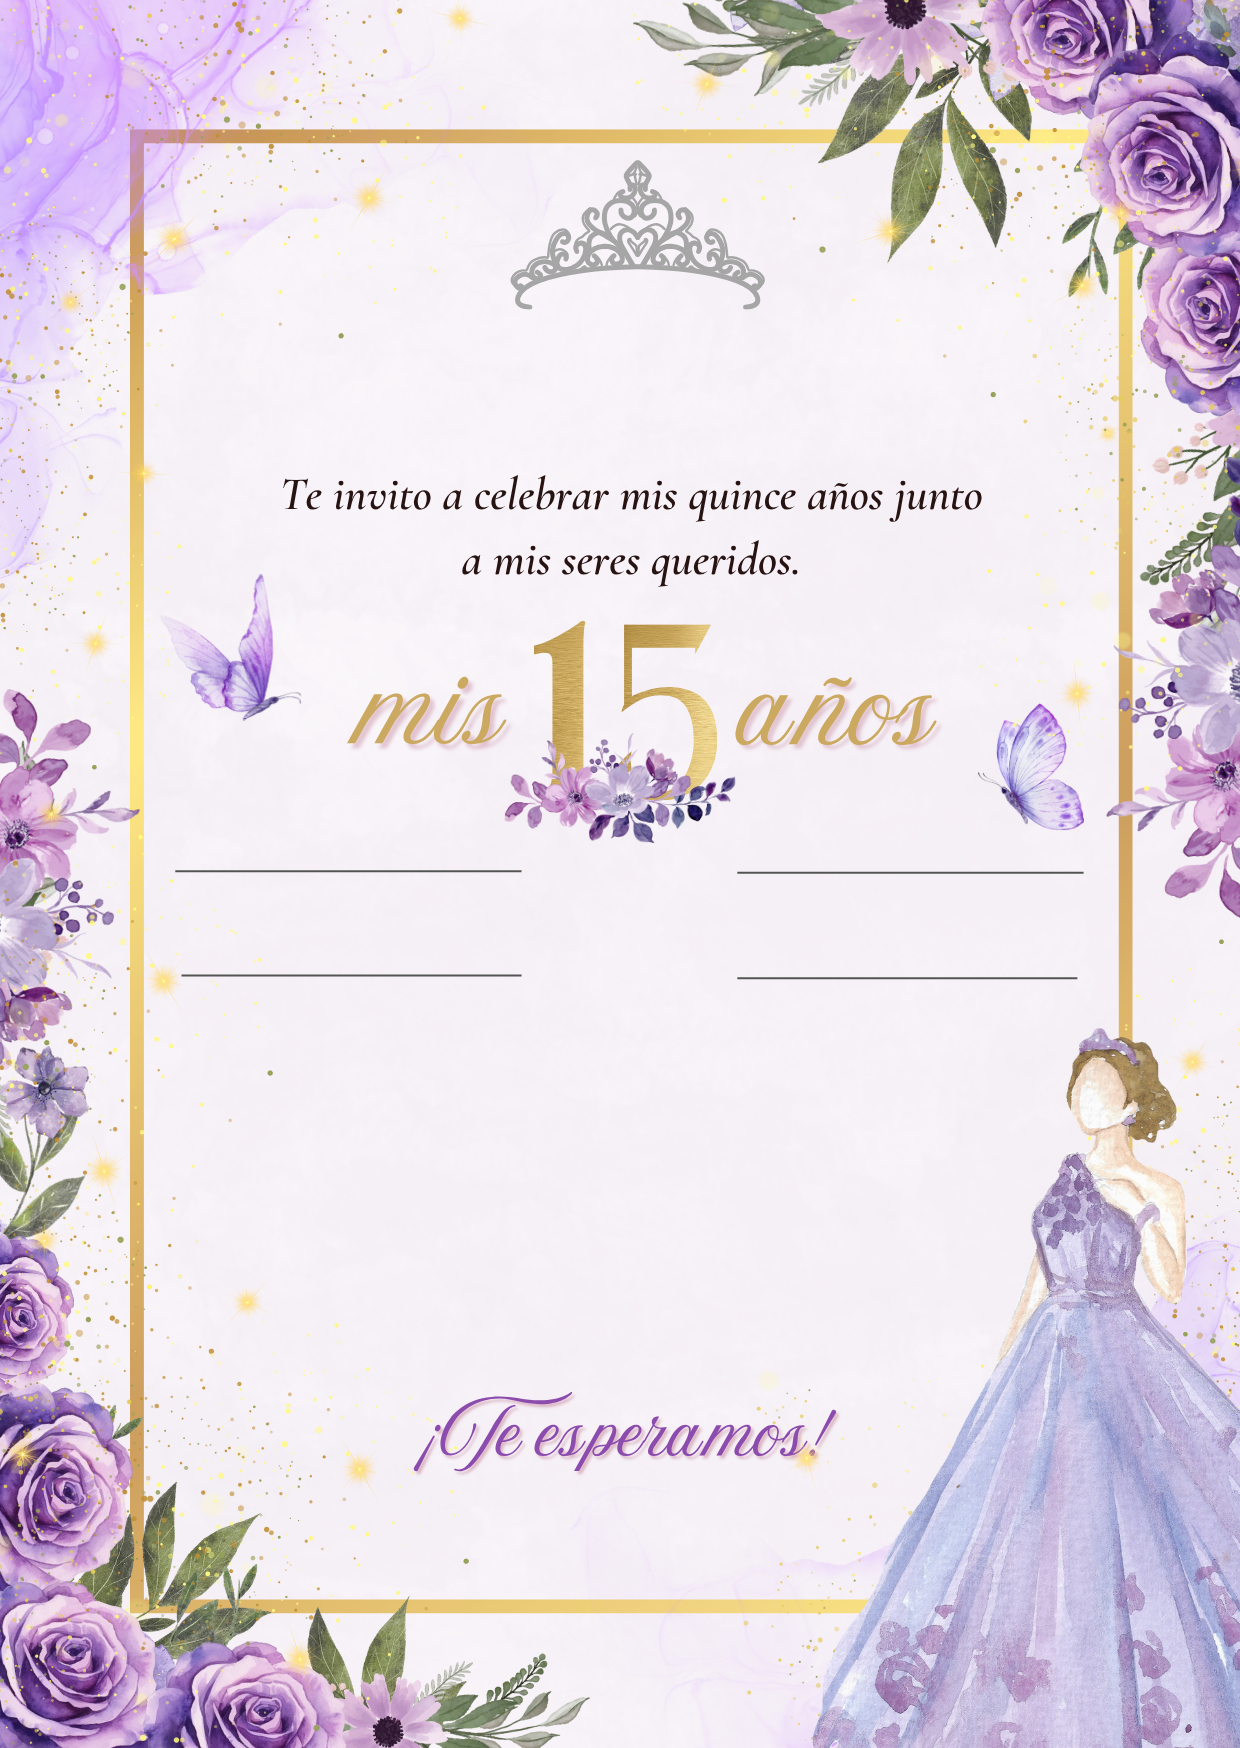 Te invito a celebrar mis quince años junto
a mis seres queridos.
mis 15 años
¡Te esperamos!